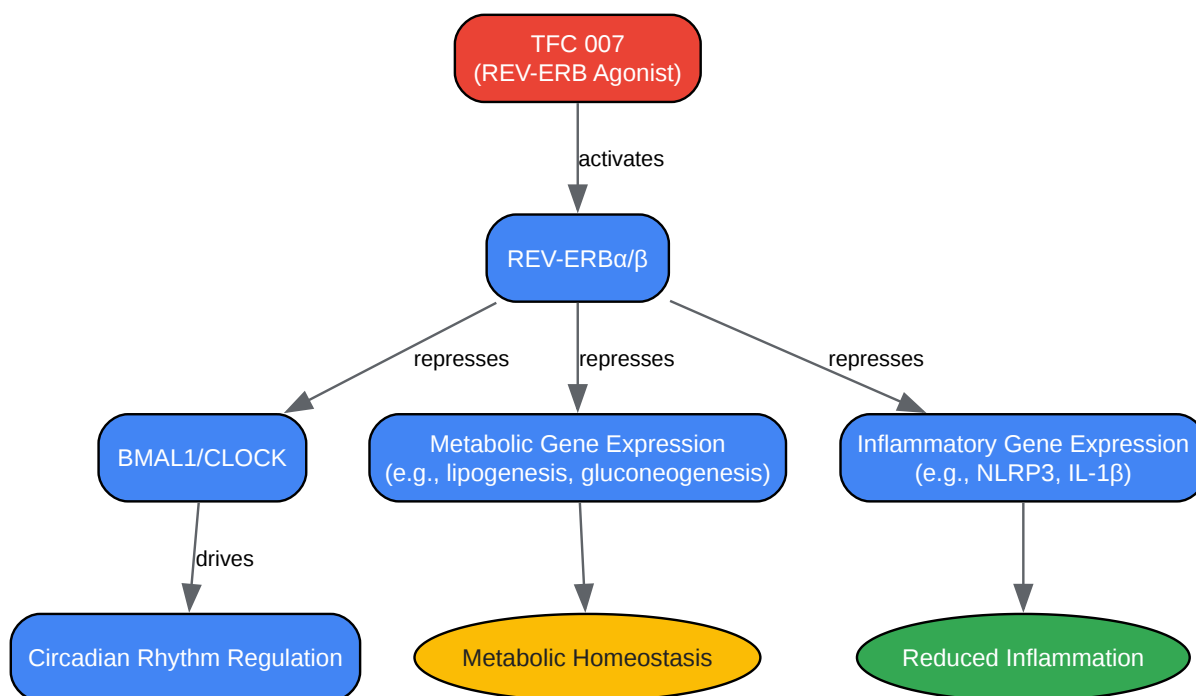 TFC 007
(REV-ERB Agonist)
activates
REV-ERBα/β
represses
represses
represses
BMAL1/CLOCK
Metabolic Gene Expression
(e.g., lipogenesis, gluconeogenesis)
Inflammatory Gene Expression
(e.g., NLRP3, IL-1β)
drives
Circadian Rhythm Regulation
Metabolic Homeostasis
Reduced Inflammation